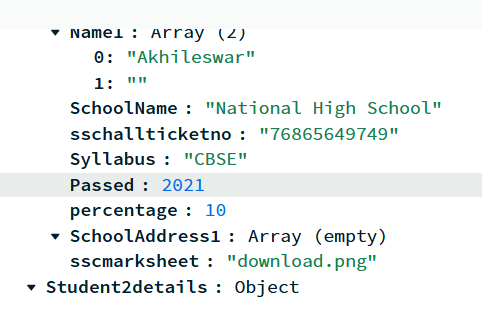 Name1 : Array (2)
0: "Akhileswar"
1: ""
SchoolName : "National High School"
sschallticketno : "76865649749"
Syllabus : "CBSE"
Passed : 2021
percentage : 10
SchoolAddress1 : Array (empty)
sscmarksheet : "download.png"
Student2details : Object